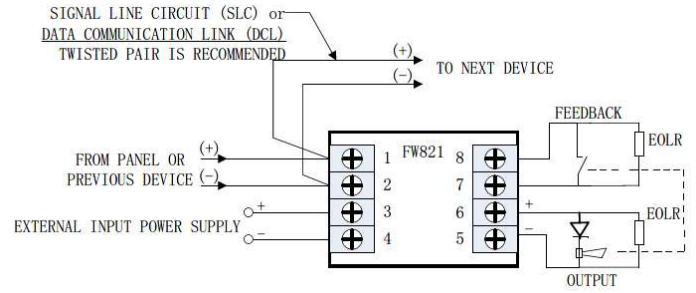 SIGNAL LINE CIRCUIT (SLC) or
DATA COMMUNICATION LINK (DCL)
TWISTED PAIR IS RECOMMENDED
(+)
(-)
TO NEXT DEVICE
FEEDBACK
EOLR
(+)
FROM PANEL OR
PREVIOUS DEVICE (-)
EXTERNAL INPUT POWER SUPPLY
+
-
1 FW821 8
2 7
3 6
4 5
+
-
EOLR
OUTPUT